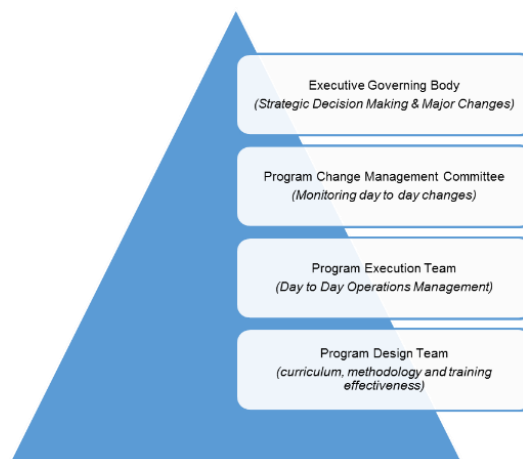 Executive Governing Body
(Strategic Decision Making & Major Changes)
Program Change Management Committee
(Monitoring day to day changes)
Program Execution Team
(Day to Day Operations Management)
Program Design Team
(curriculum, methodology and training
effectiveness)